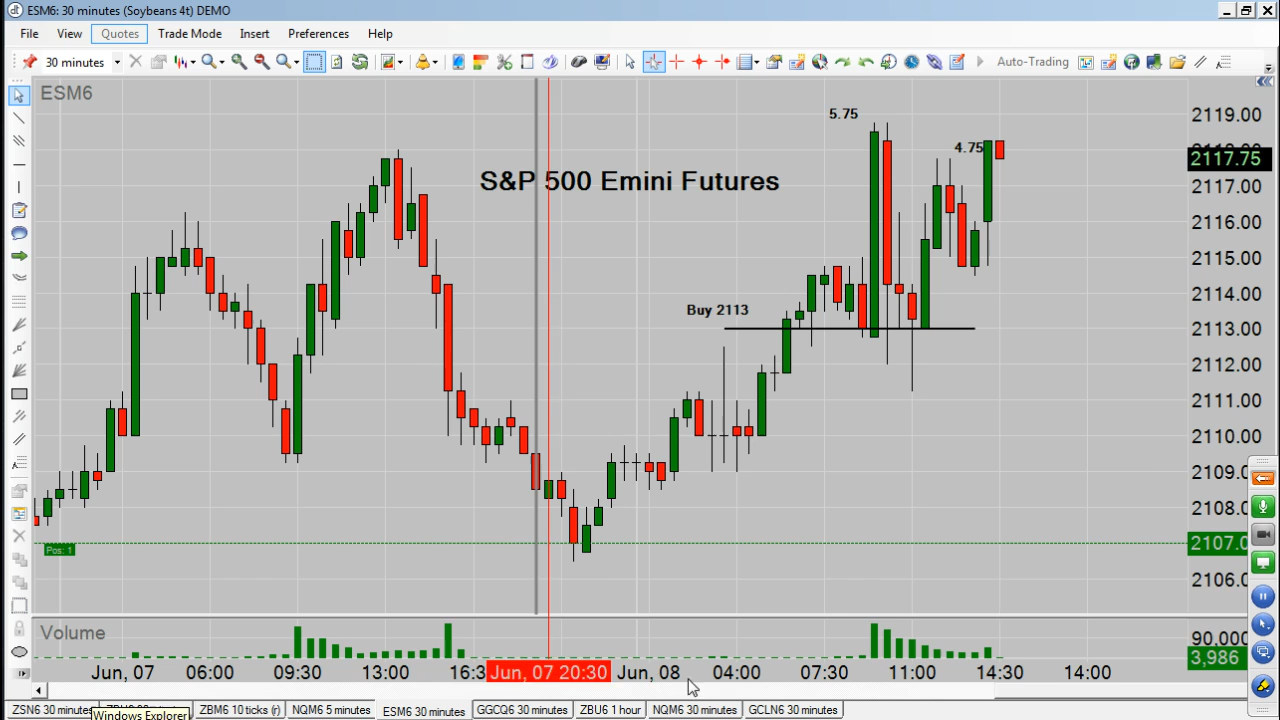 ESM6: 30 minutes (Soybeans 4t) DEMO
File View Quotes Trade Mode Insert Preferences Help
30 minutes Auto-Trading
ESM6
2119.00
5.75
4.75
2117.75
S&P 500 Emini Futures
2117.00
2116.00
2115.00
2114.00
Buy 2113
2113.00
2112.00
2111.00
2110.00
2109.00
2108.0
Pos: 1
2107.0
2106.00
Volume
90,000
3,986
Jun, 07 06:00 09:30 13:00 16:3 Jun, 07 20:30 Jun, 08 04:00 07:30 11:00 14:30 14:00
ZSN6 30 minutes ZBM6 10 ticks (r) NQM6 5 minutes ESM6 30 minutes GGCQ6 30 minutes ZBU6 1 hour NQM6 30 minutes GCLN6 30 minutes
Windows Explorer